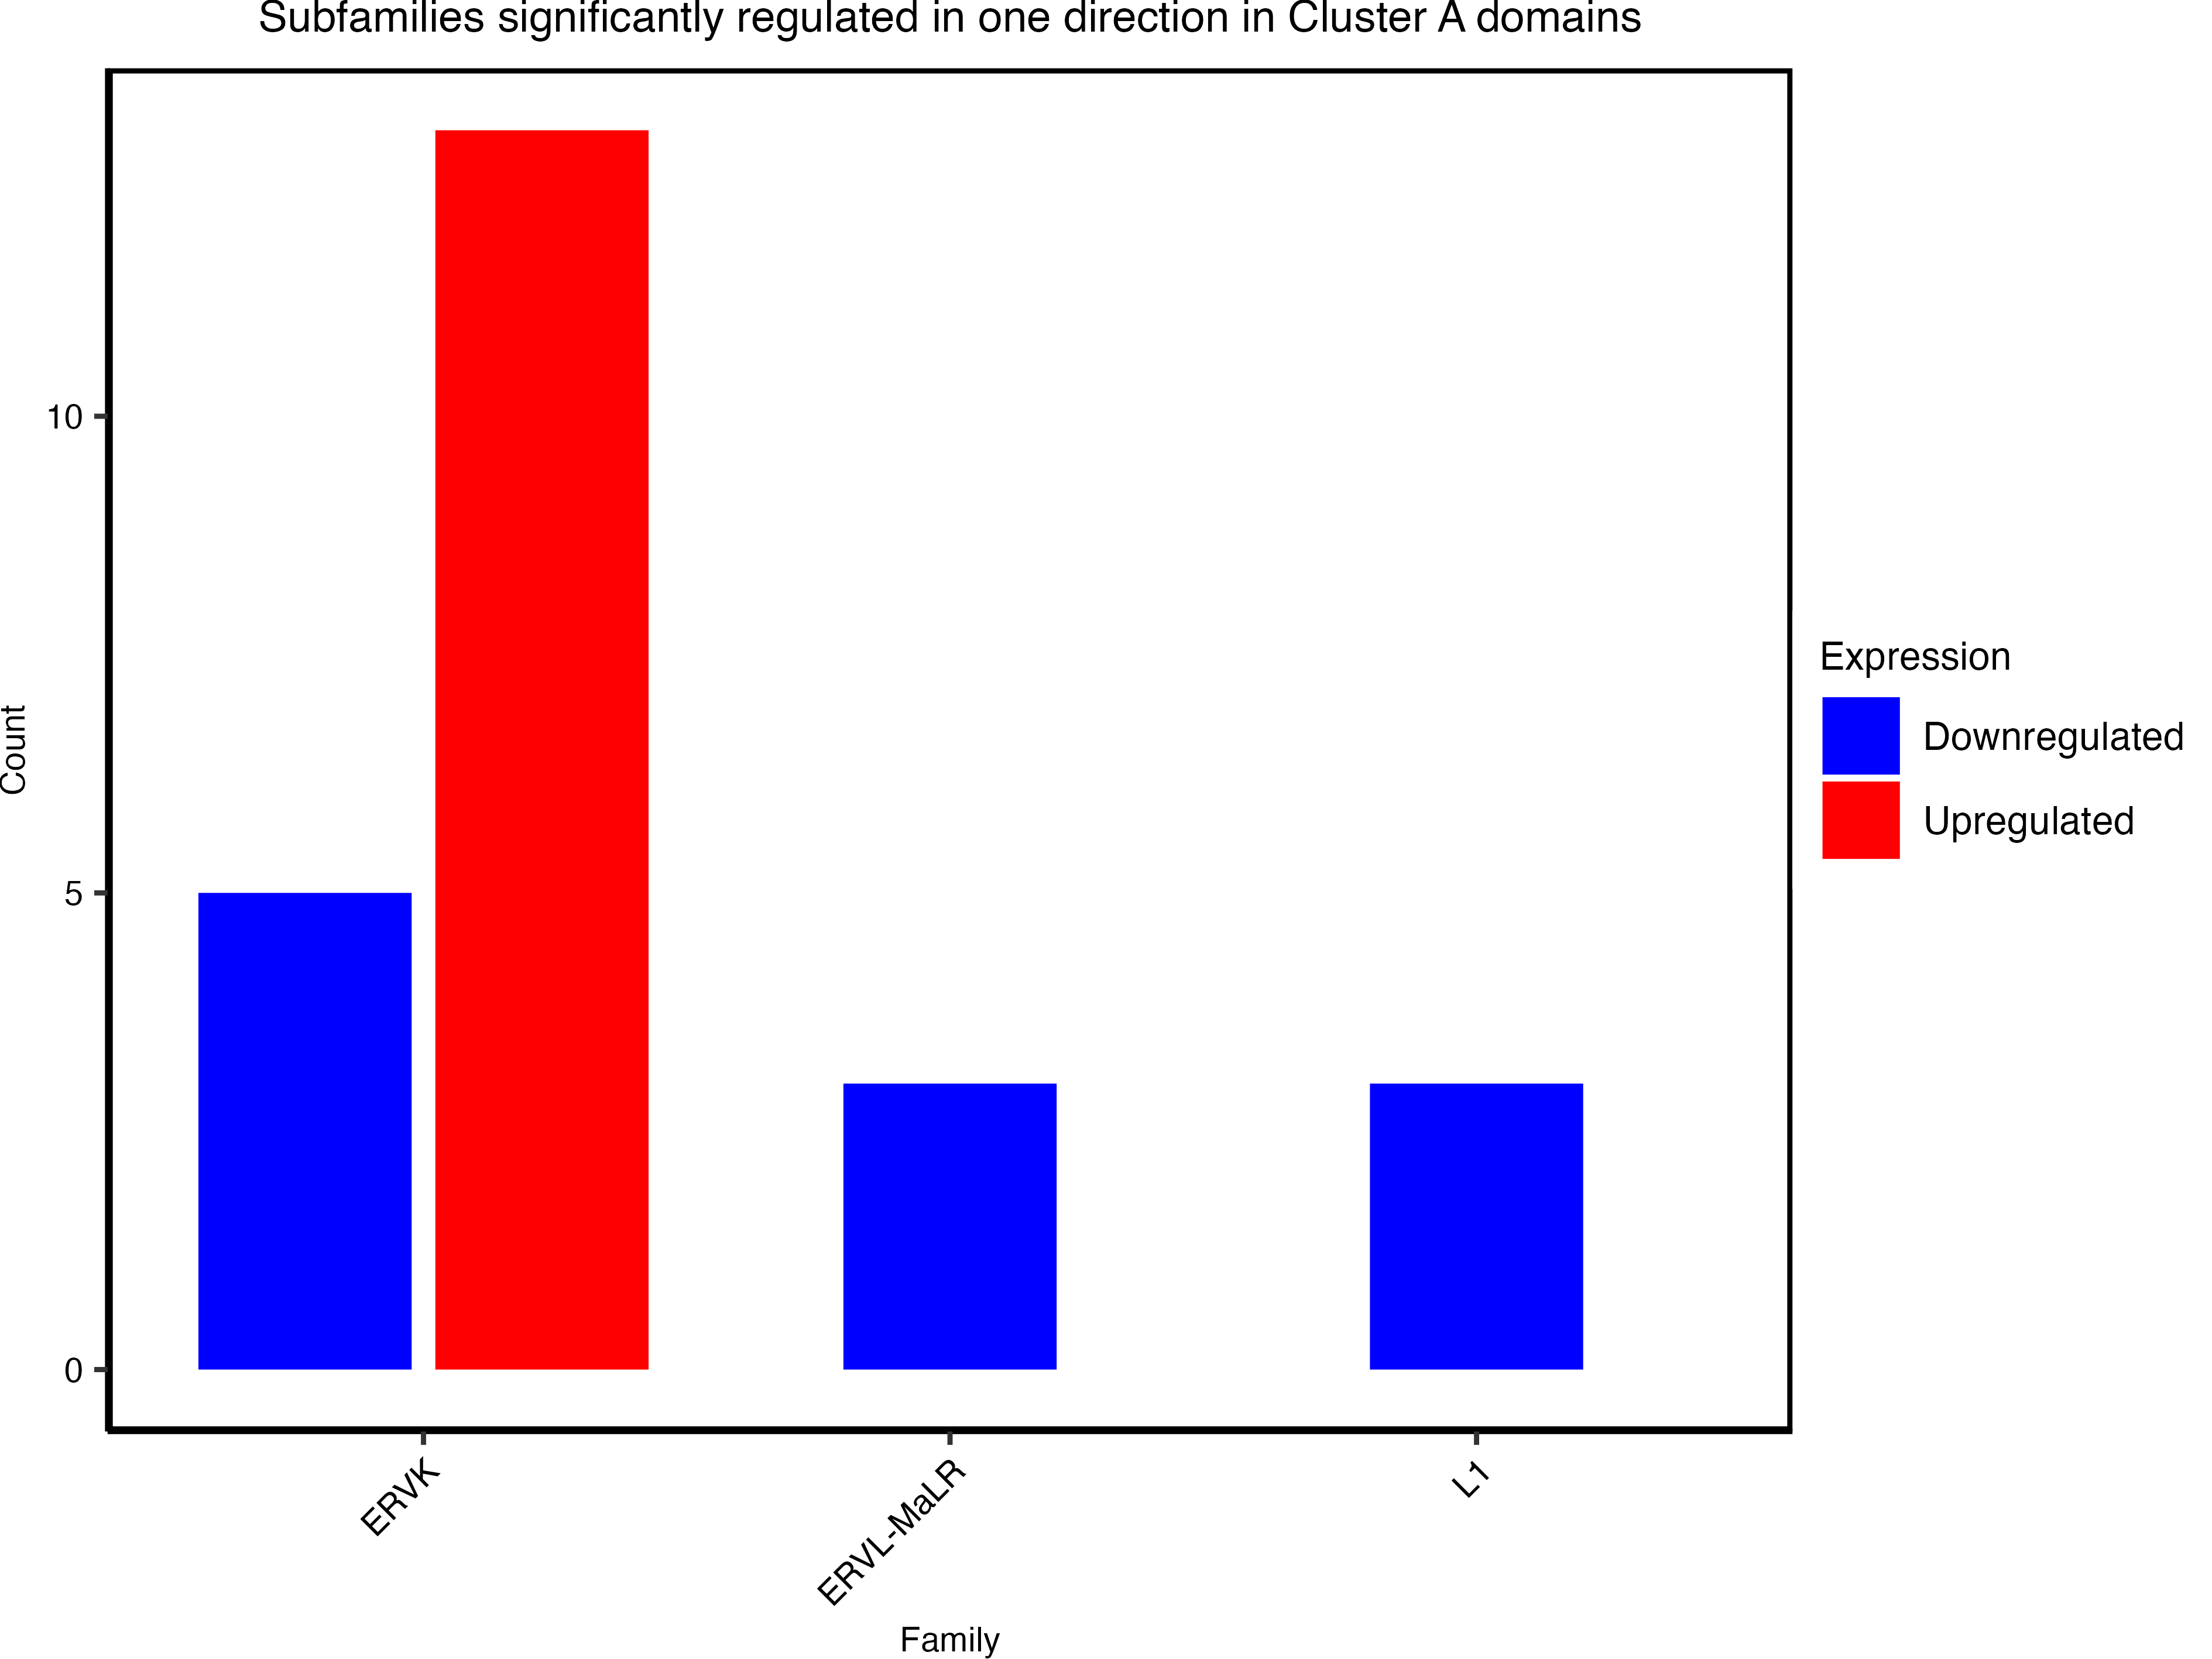 Subfamilies significantly regulated in one direction in Cluster A domains
10
5
0
Count
ERVK
ERVL-MaLR
L1
Family
Expression
Downregulated
Upregulated